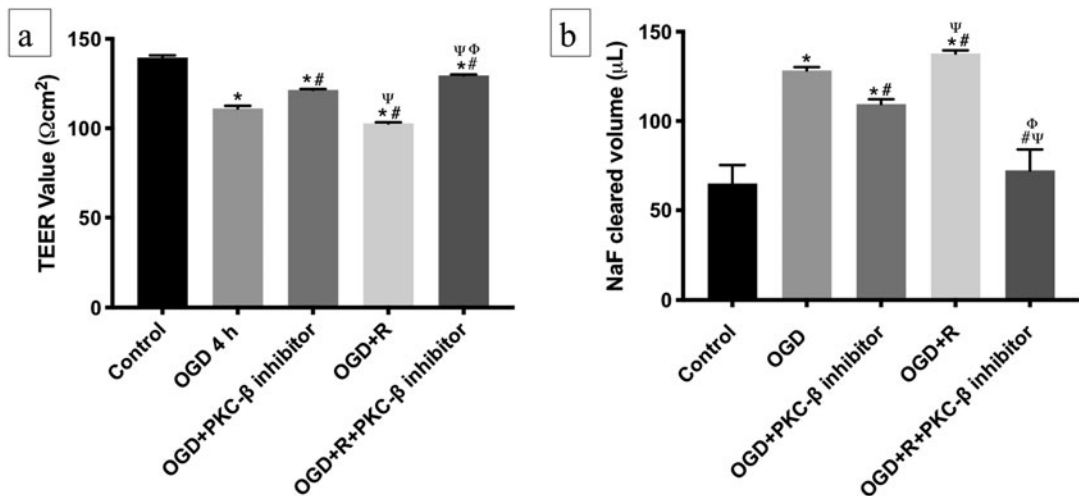 a
TEER Value (Ωcm²)
150
100
50
0
*
*#
Ψ
*#
ΨΦ
*#
Control
OGD 4 h
OGD+PKC-β inhibitor
OGD+R
OGD+R+PKC-β inhibitor
b
NaF cleared volume (μL)
150
100
50
0
*
*#
Ψ
*#
Φ
#Ψ
Control
OGD
OGD+PKC-β inhibitor
OGD+R
OGD+R+PKC-β inhibitor